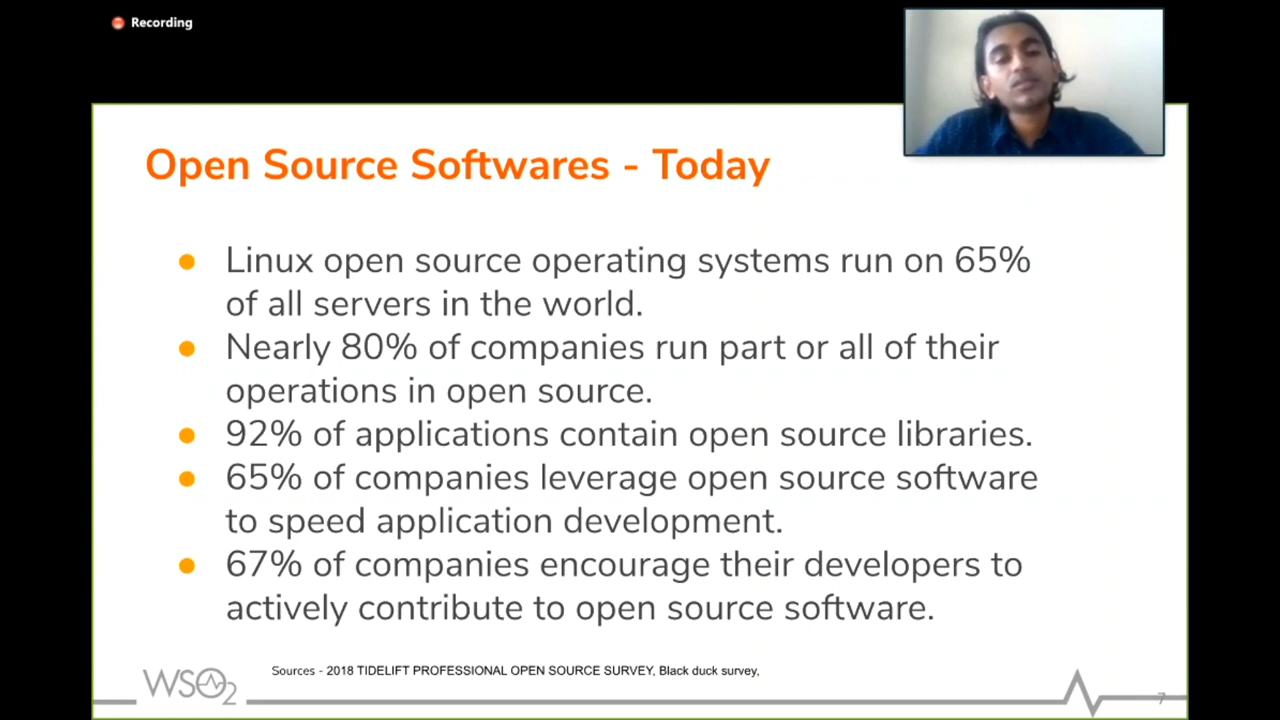 Recording
Open Source Softwares - Today
● Linux open source operating systems run on 65%
of all servers in the world.
● Nearly 80% of companies run part or all of their
operations in open source.
● 92% of applications contain open source libraries.
● 65% of companies leverage open source software
to speed application development.
● 67% of companies encourage their developers to
actively contribute to open source software.
Sources - 2018 TIDELIFT PROFESSIONAL OPEN SOURCE SURVEY, Black duck survey,
WSO2
7